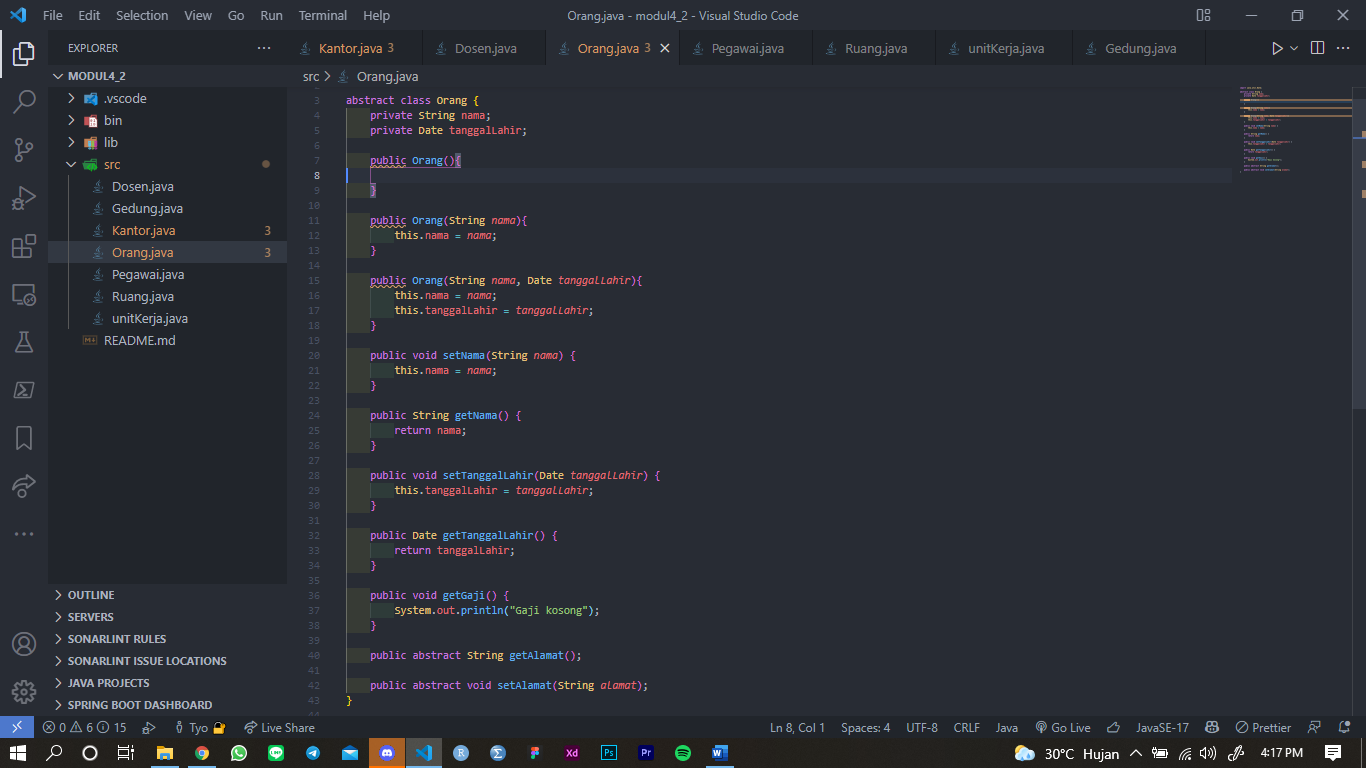 File Edit Selection View Go Run Terminal Help Orang.java - modul4_2 - Visual Studio Code
EXPLORER
MODUL4_2
.vscode
bin
lib
src
Dosen.java
Gedung.java
Kantor.java 3
Orang.java 3
Pegawai.java
Ruang.java
unitKerja.java
README.md
OUTLINE
SERVERS
SONARLINT RULES
SONARLINT ISSUE LOCATIONS
JAVA PROJECTS
SPRING BOOT DASHBOARD
Kantor.java 3 Dosen.java Orang.java 3 Pegawai.java Ruang.java unitKerja.java Gedung.java
src > Orang.java
3 abstract class Orang {
4 private String nama;
5 private Date tanggalLahir;
6
7 public Orang(){
8
9 }
10
11 public Orang(String nama){
12 this.nama = nama;
13 }
14
15 public Orang(String nama, Date tanggalLahir){
16 this.nama = nama;
17 this.tanggalLahir = tanggalLahir;
18 }
19
20 public void setNama(String nama) {
21 this.nama = nama;
22 }
23
24 public String getNama() {
25 return nama;
26 }
27
28 public void setTanggalLahir(Date tanggalLahir) {
29 this.tanggalLahir = tanggalLahir;
30 }
31
32 public Date getTanggalLahir() {
33 return tanggalLahir;
34 }
35
36 public void getGaji() {
37 System.out.println("Gaji kosong");
38 }
39
40 public abstract String getAlamat();
41
42 public abstract void setAlamat(String alamat);
43 }
0 6 15 Tyo Live Share Ln 8, Col 1 Spaces: 4 UTF-8 CRLF Java Go Live JavaSE-17 Prettier
R Σ Xd Ps Pr W 30°C Hujan 4:17 PM